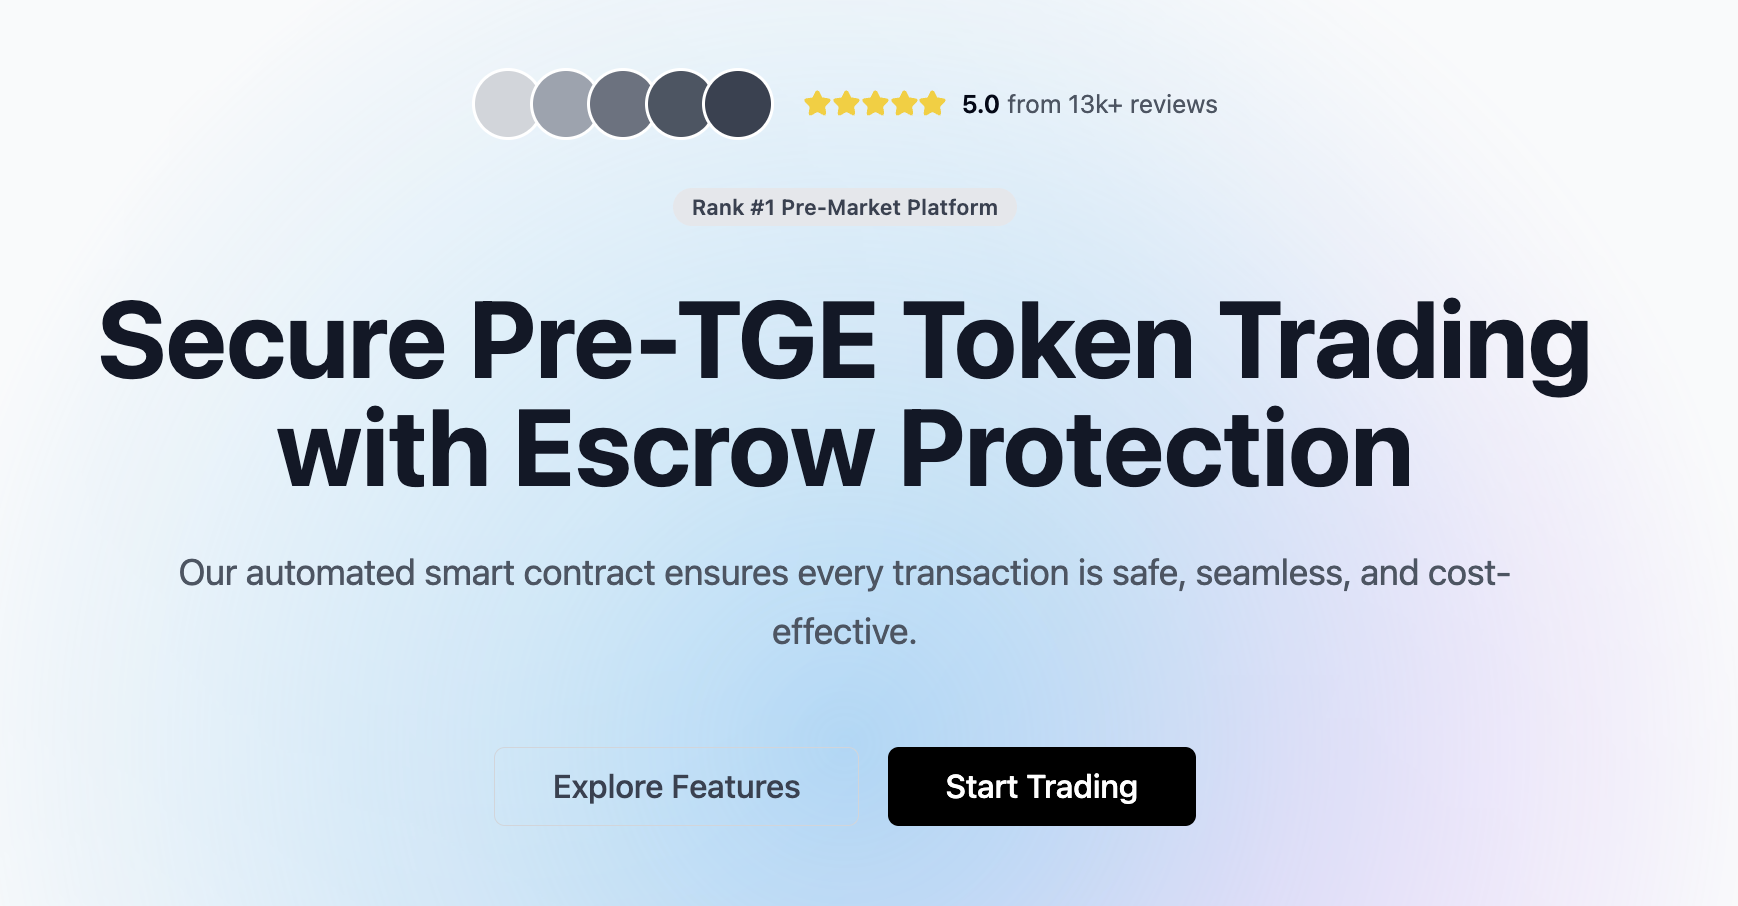 5.0 from 13k+ reviews
Rank #1 Pre-Market Platform
Secure Pre-TGE Token Trading
with Escrow Protection
Our automated smart contract ensures every transaction is safe, seamless, and cost-
effective.
Explore Features
Start Trading